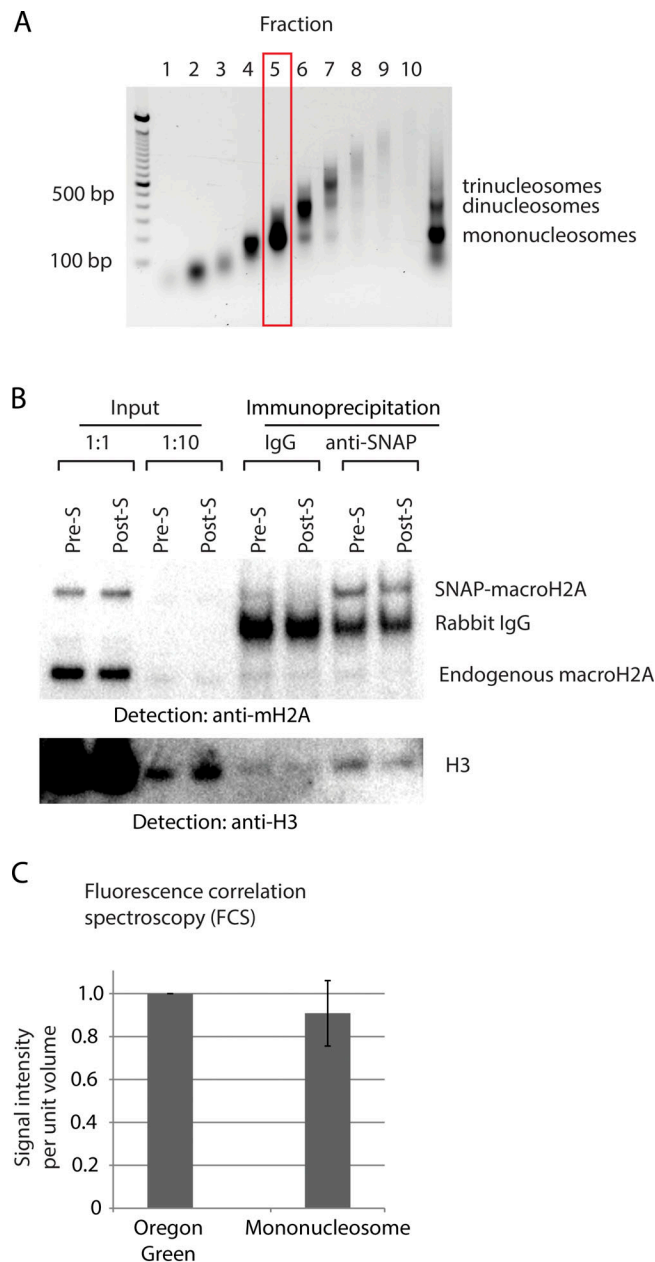 A
Fraction
1 2 3 4 5 6 7 8 9 10
500 bp
100 bp
trinucleosomes
dinucleosomes
mononucleosomes
B
Input
Immunoprecipitation
1:1
1:10
IgG
anti-SNAP
Pre-S
Post-S
Pre-S
Post-S
Pre-S
Post-S
Pre-S
Post-S
SNAP-macroH2A
Rabbit IgG
Endogenous macroH2A
Detection: anti-mH2A
H3
Detection: anti-H3
C
Fluorescence correlation
spectroscopy (FCS)
Signal intensity
per unit volume
1.0
0.8
0.6
0.4
0.2
0
Oregon
Green
Mononucleosome